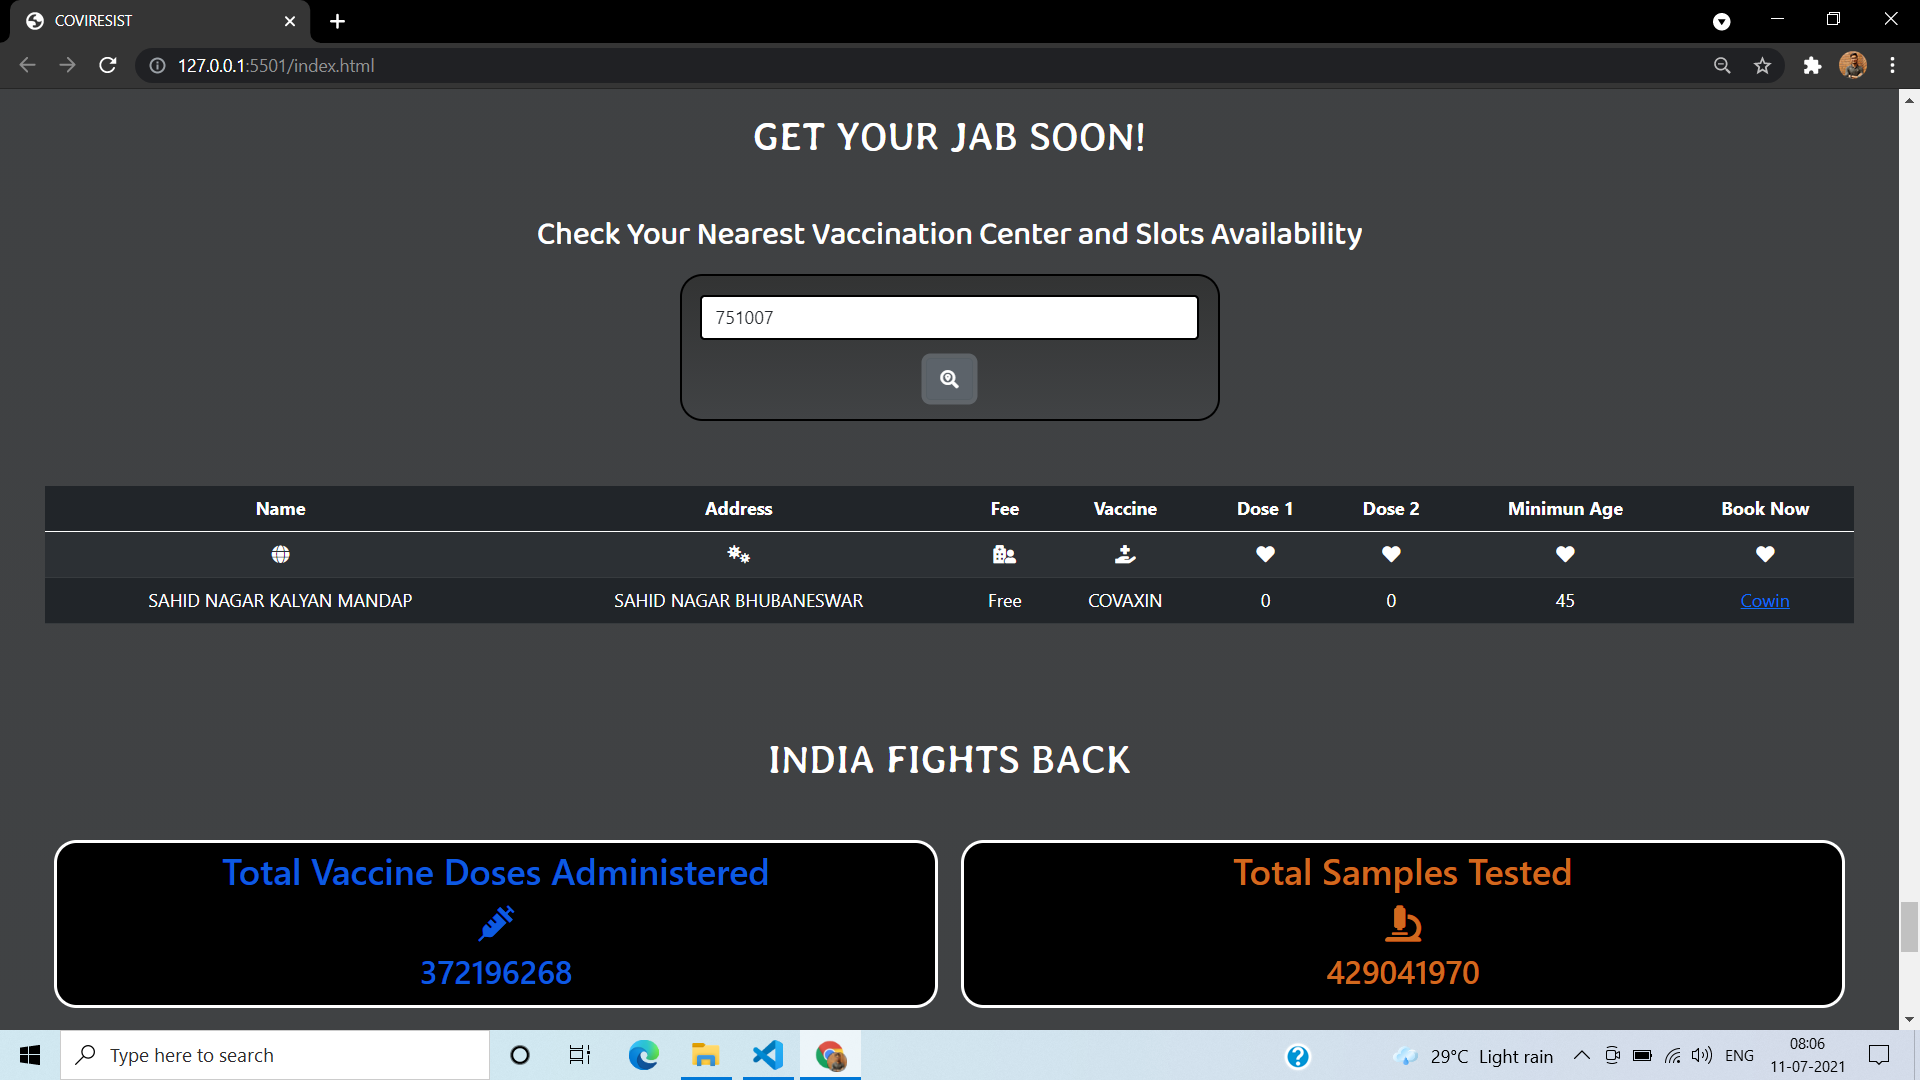 COVIRESIST
127.0.0.1:5501/index.html
GET YOUR JAB SOON!
Check Your Nearest Vaccination Center and Slots Availability
751007
Name Address Fee Vaccine Dose 1 Dose 2 Minimun Age Book Now
SAHID NAGAR KALYAN MANDAP SAHID NAGAR BHUBANESWAR Free COVAXIN 0 0 45 Cowin
INDIA FIGHTS BACK
Total Vaccine Doses Administered
372196268
Total Samples Tested
429041970
Type here to search
29°C Light rain
ENG
08:06
11-07-2021